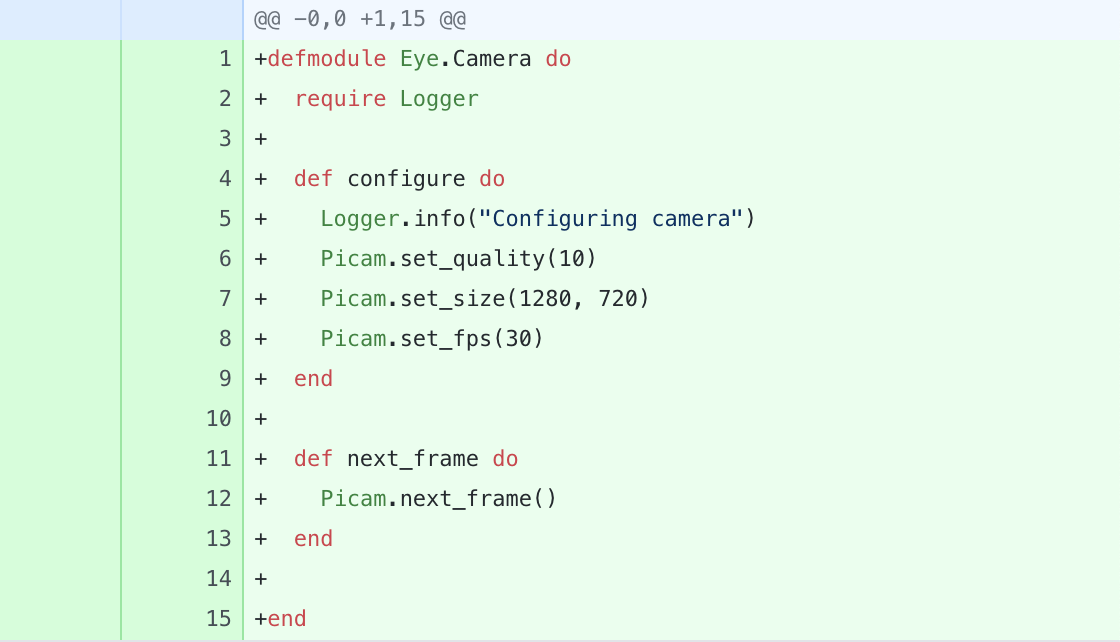 @@ -0,0 +1,15 @@
1 +defmodule Eye.Camera do
2 +  require Logger
3 +
4 +  def configure do
5 +    Logger.info("Configuring camera")
6 +    Picam.set_quality(10)
7 +    Picam.set_size(1280, 720)
8 +    Picam.set_fps(30)
9 +  end
10 +
11 +  def next_frame do
12 +    Picam.next_frame()
13 +  end
14 +
15 +end